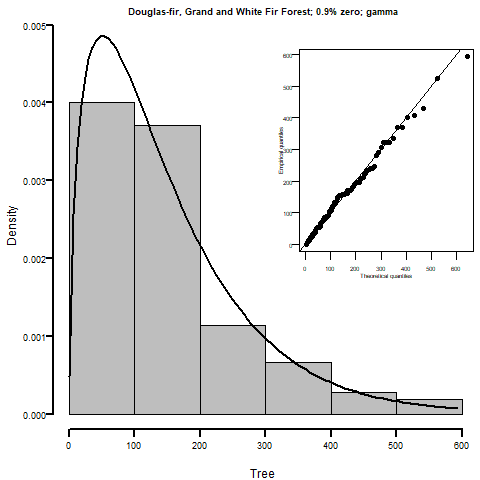 Douglas-fir, Grand and White Fir Forest; 0.9% zero; gamma
0.005
0.004
0.003
0.002
0.001
0.000
Density
0 100 200 300 400 500 600
Tree
600
500
400
300
200
100
0
Empirical quantiles
0 100 200 300 400 500 600
Theoretical quantiles